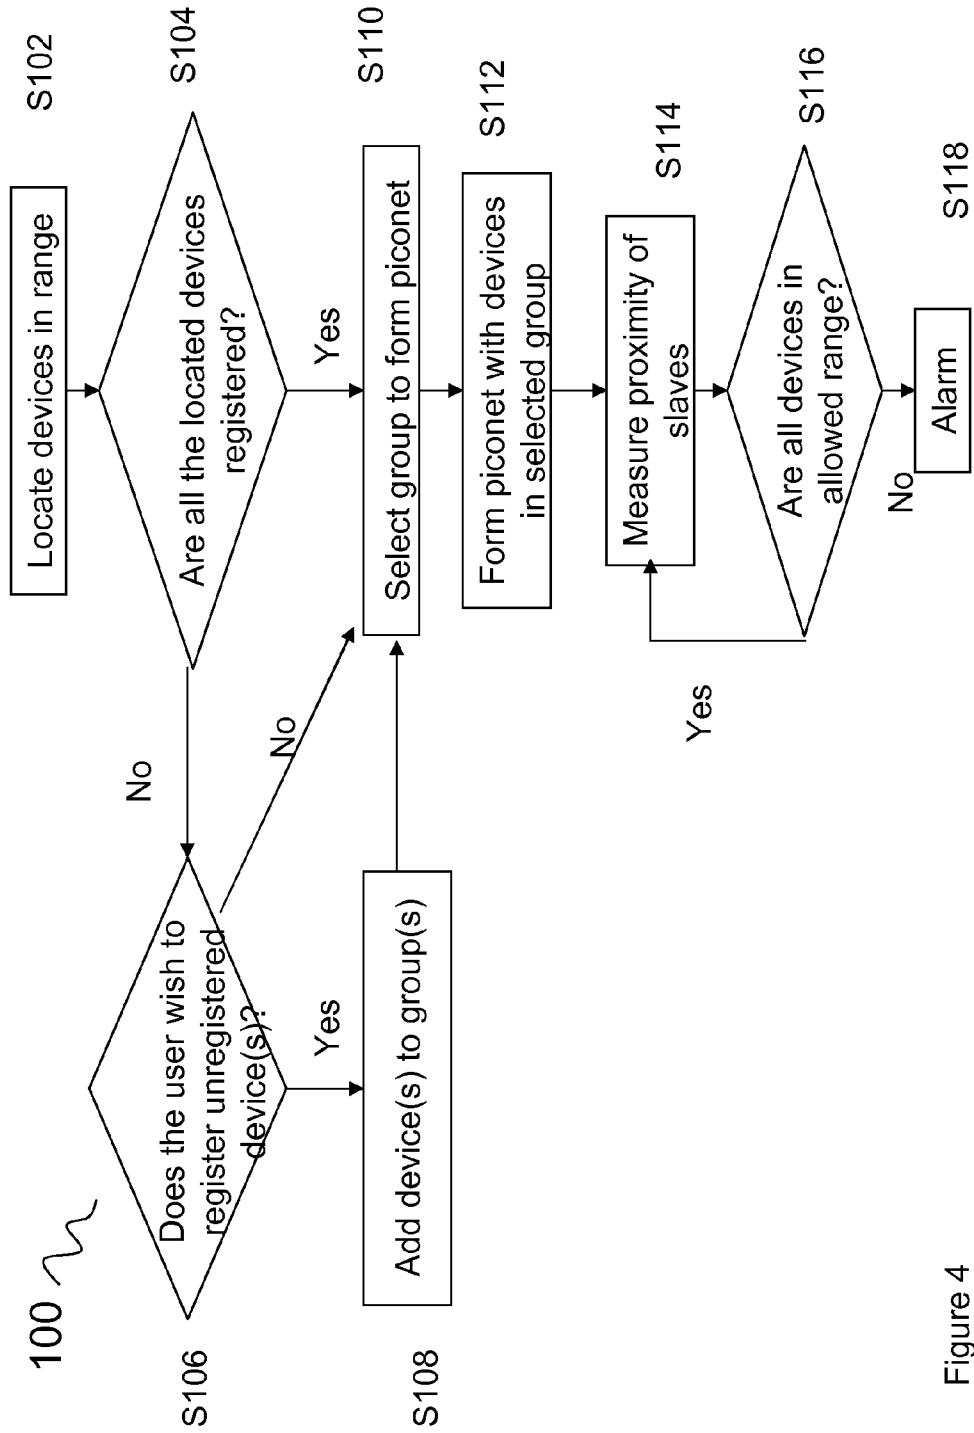 100
Locate devices in range
S102
Are all the located devices
registered?
S104
No
Yes
Does the user wish to
register unregistered
device(s)?
S106
No
Yes
Add device(s) to group(s)
S108
Select group to form piconet
S110
Form piconet with devices
in selected group
S112
Measure proximity of
slaves
S114
Are all devices in
allowed range?
S116
Yes
No
Alarm
S118
Figure 4